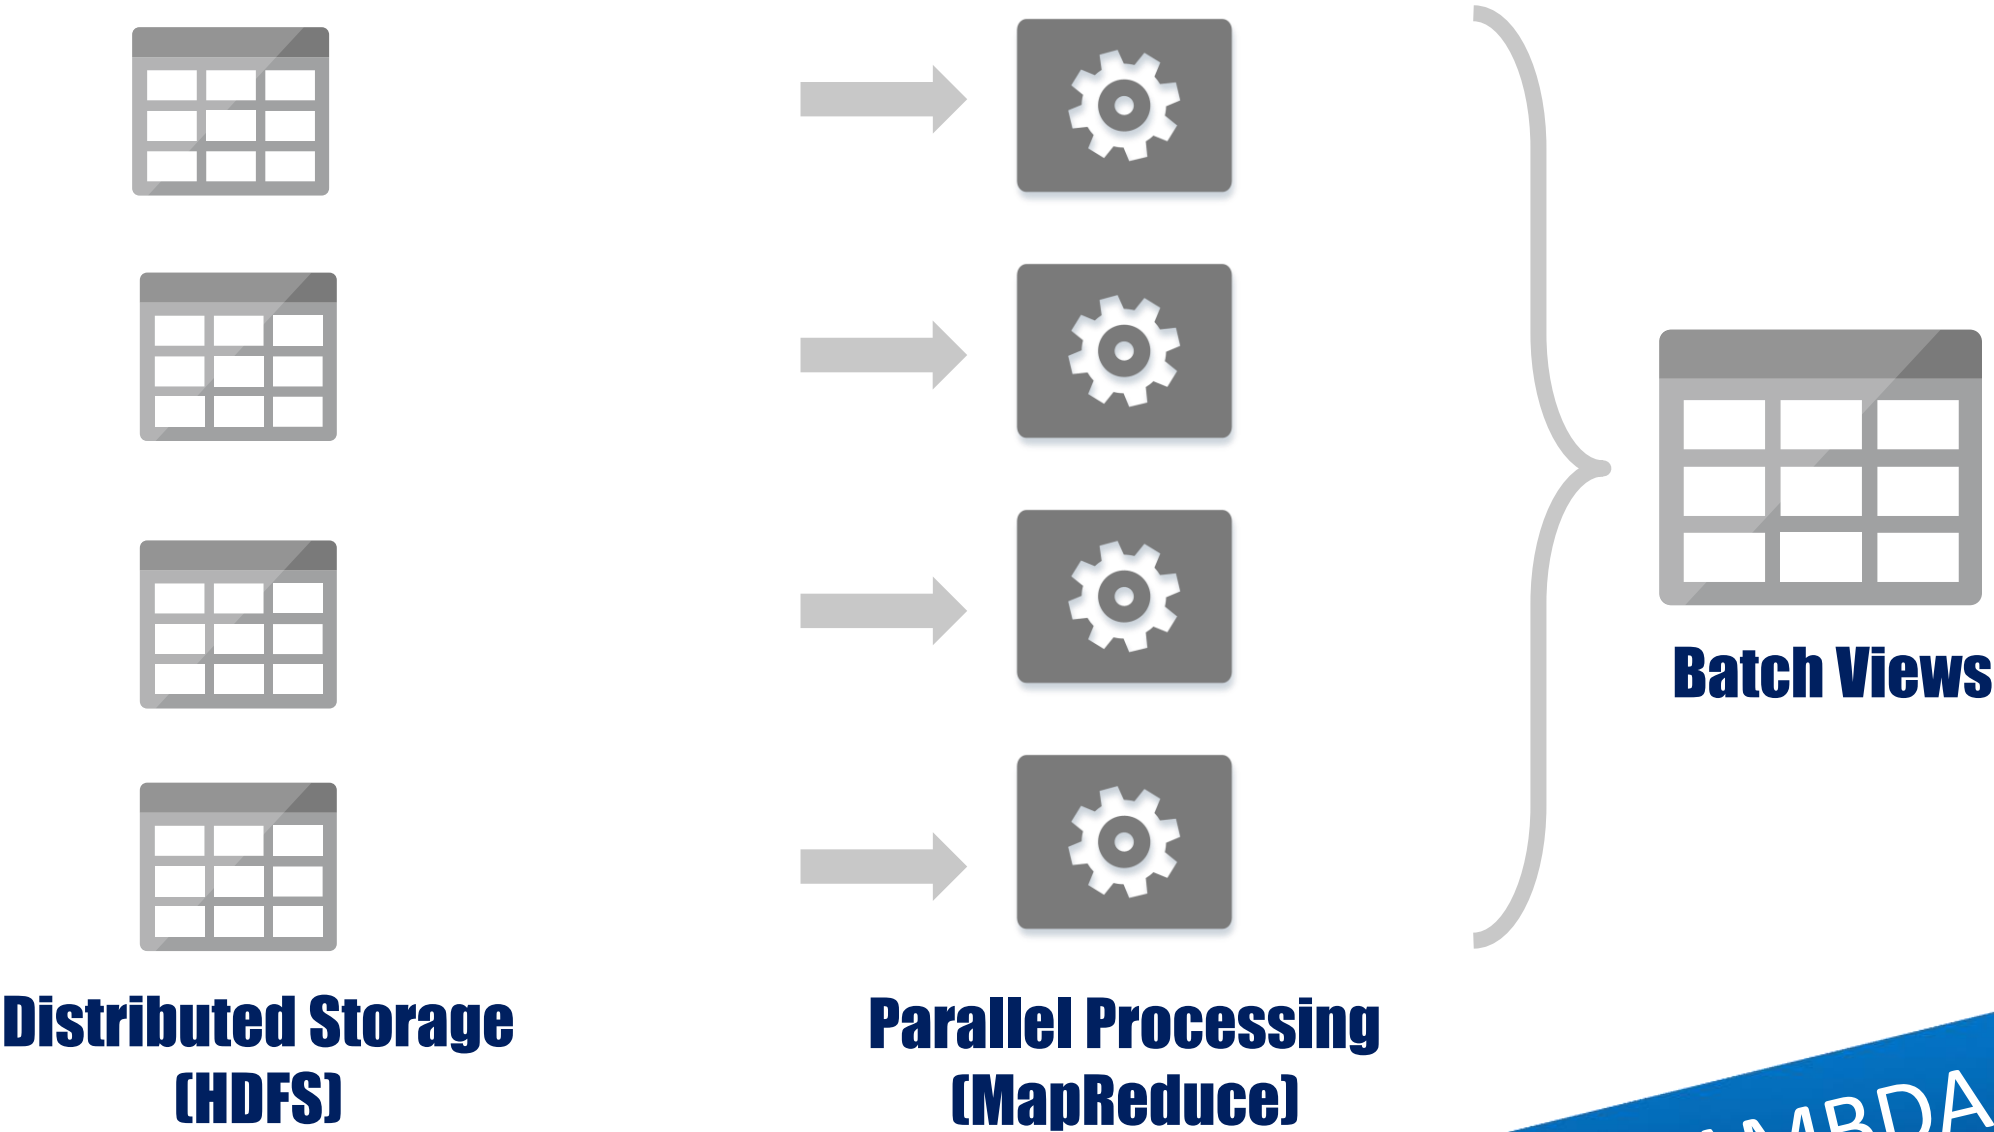 Batch Views
Distributed Storage
(HDFS)
Parallel Processing
(MapReduce)